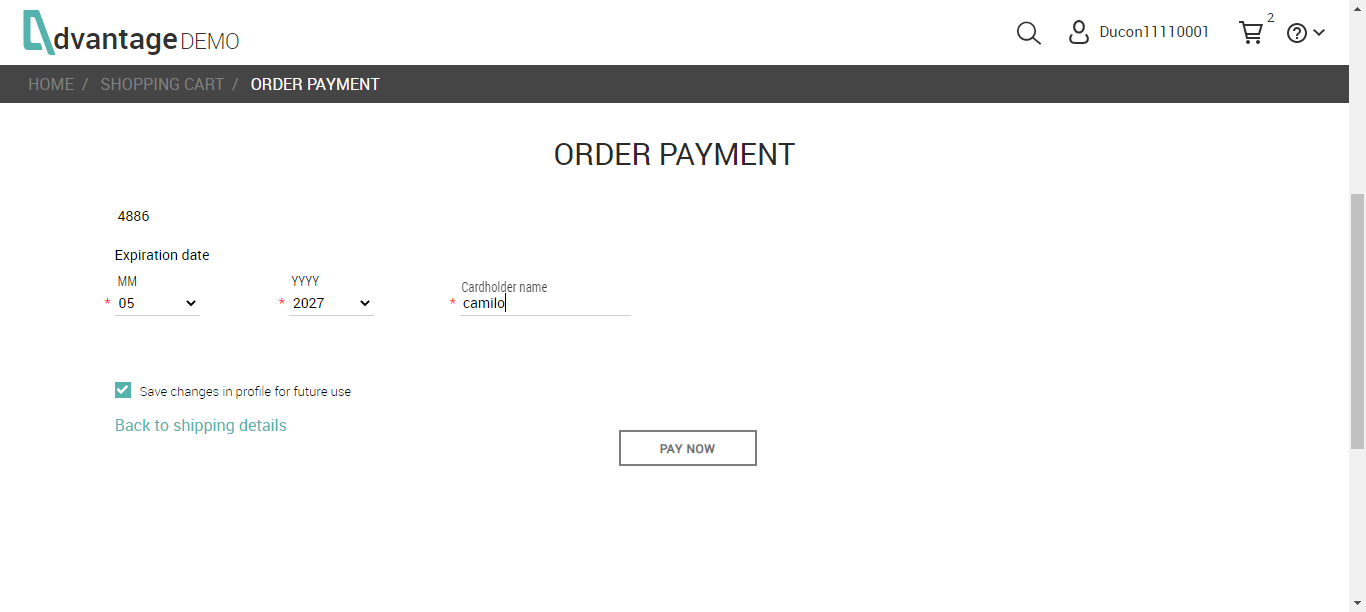 dvantage DEMO
Ducon11110001
2
HOME / SHOPPING CART / ORDER PAYMENT
ORDER PAYMENT
4886
Expiration date
MM YYYY Cardholder name
* 05 * 2027 * camilo
Save changes in profile for future use
Back to shipping details
PAY NOW